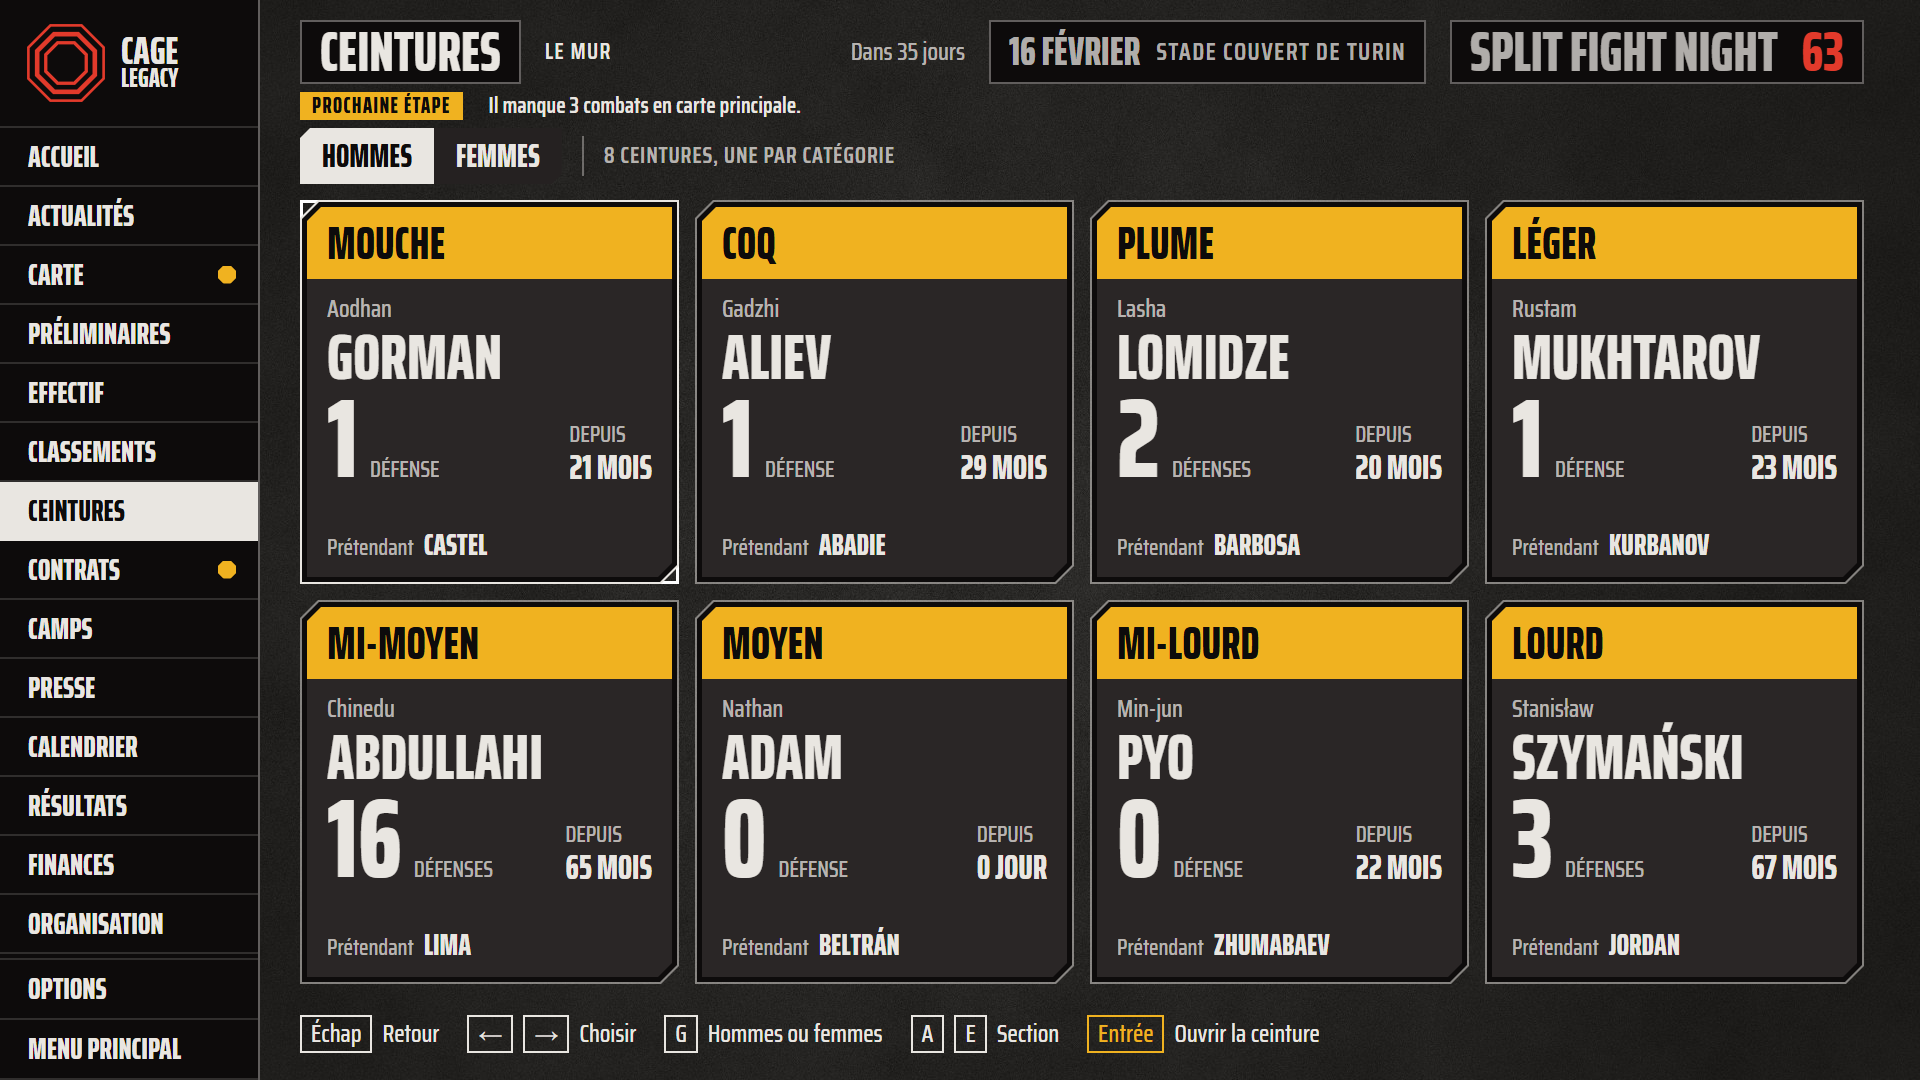 CAGE
LEGACY
ACCUEIL
ACTUALITÉS
CARTE
PRÉLIMINAIRES
EFFECTIF
CLASSEMENTS
CEINTURES
CONTRATS
CAMPS
PRESSE
CALENDRIER
RÉSULTATS
FINANCES
ORGANISATION
OPTIONS
MENU PRINCIPAL
CEINTURES LE MUR Dans 35 jours 16 FÉVRIER STADE COUVERT DE TURIN SPLIT FIGHT NIGHT 63
PROCHAINE ÉTAPE Il manque 3 combats en carte principale.
HOMMES FEMMES 8 CEINTURES, UNE PAR CATÉGORIE
MOUCHE
Aodhan
GORMAN
1 DÉFENSE DEPUIS 21 MOIS
Prétendant CASTEL
COQ
Gadzhi
ALIEV
1 DÉFENSE DEPUIS 29 MOIS
Prétendant ABADIE
PLUME
Lasha
LOMIDZE
2 DÉFENSES DEPUIS 20 MOIS
Prétendant BARBOSA
LÉGER
Rustam
MUKHTAROV
1 DÉFENSE DEPUIS 23 MOIS
Prétendant KURBANOV
MI-MOYEN
Chinedu
ABDULLAHI
16 DÉFENSES DEPUIS 65 MOIS
Prétendant LIMA
MOYEN
Nathan
ADAM
0 DÉFENSE DEPUIS 0 JOUR
Prétendant BELTRÁN
MI-LOURD
Min-jun
PYO
0 DÉFENSE DEPUIS 22 MOIS
Prétendant ZHUMABAEV
LOURD
Stanisław
SZYMAŃSKI
3 DÉFENSES DEPUIS 67 MOIS
Prétendant JORDAN
Échap Retour ← → Choisir G Hommes ou femmes A E Section Entrée Ouvrir la ceinture